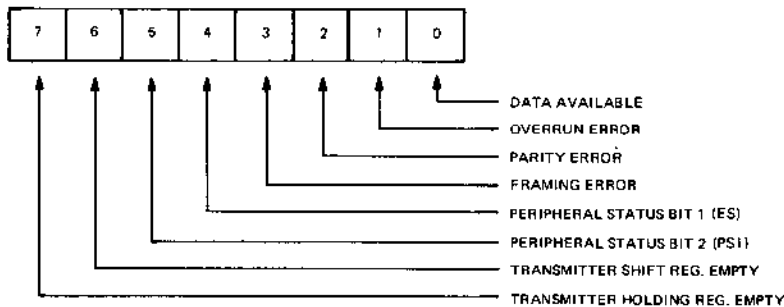 7 6 5 4 3 2 1 0
DATA AVAILABLE
OVERRUN ERROR
PARITY ERROR
FRAMING ERROR
PERIPHERAL STATUS BIT 1 (ES)
PERIPHERAL STATUS BIT 2 (PSI)
TRANSMITTER SHIFT REG. EMPTY
TRANSMITTER HOLDING REG. EMPTY